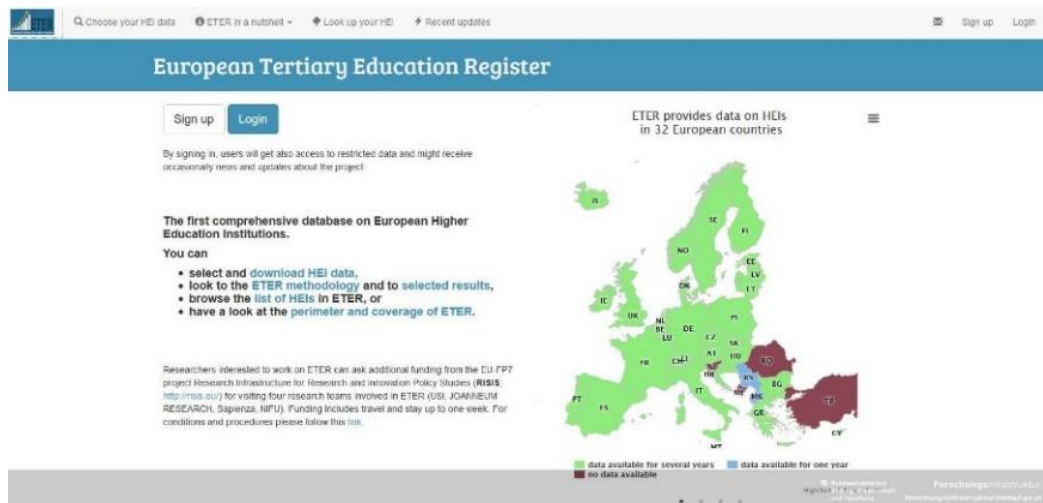 ETER
Choose your HEI data
ETER in a nutshell
Look up your HEI
Recent updates
Sign up
Login
European Tertiary Education Register
Sign up
Login
By signing in, users will get also access to restricted data and might receive
occasionally news and updates about the project
The first comprehensive database on European Higher
Education Institutions.
You can
• select and download HEI data,
• look to the ETER methodology and to selected results,
• browse the list of HEIs in ETER, or
• have a look at the perimeter and coverage of ETER.
Researchers interested to work on ETER can ask additional funding from the EU-FP7
project Research Infrastructure for Research and Innovation Policy Studies (RISIS,
http://risis.eu/) for visiting four research teams involved in ETER (USI, JOANNEUM
RESEARCH, Sapienza, NIFU). Funding includes travel and stay up to one week. For
conditions and procedures please follow this link.
ETER provides data on HEIs
in 32 European countries
IS
SE
FI
NO
EE
LV
LT
DK
IE
UK
NL
BE
LU
DE
PL
CZ
SK
FR
CH
LI
AT
HU
RO
HR
RS
BG
IT
MK
TR
PT
ES
GR
MT
CY
data available for several years
data available for one year
no data available
Forschungsinfrastruktur